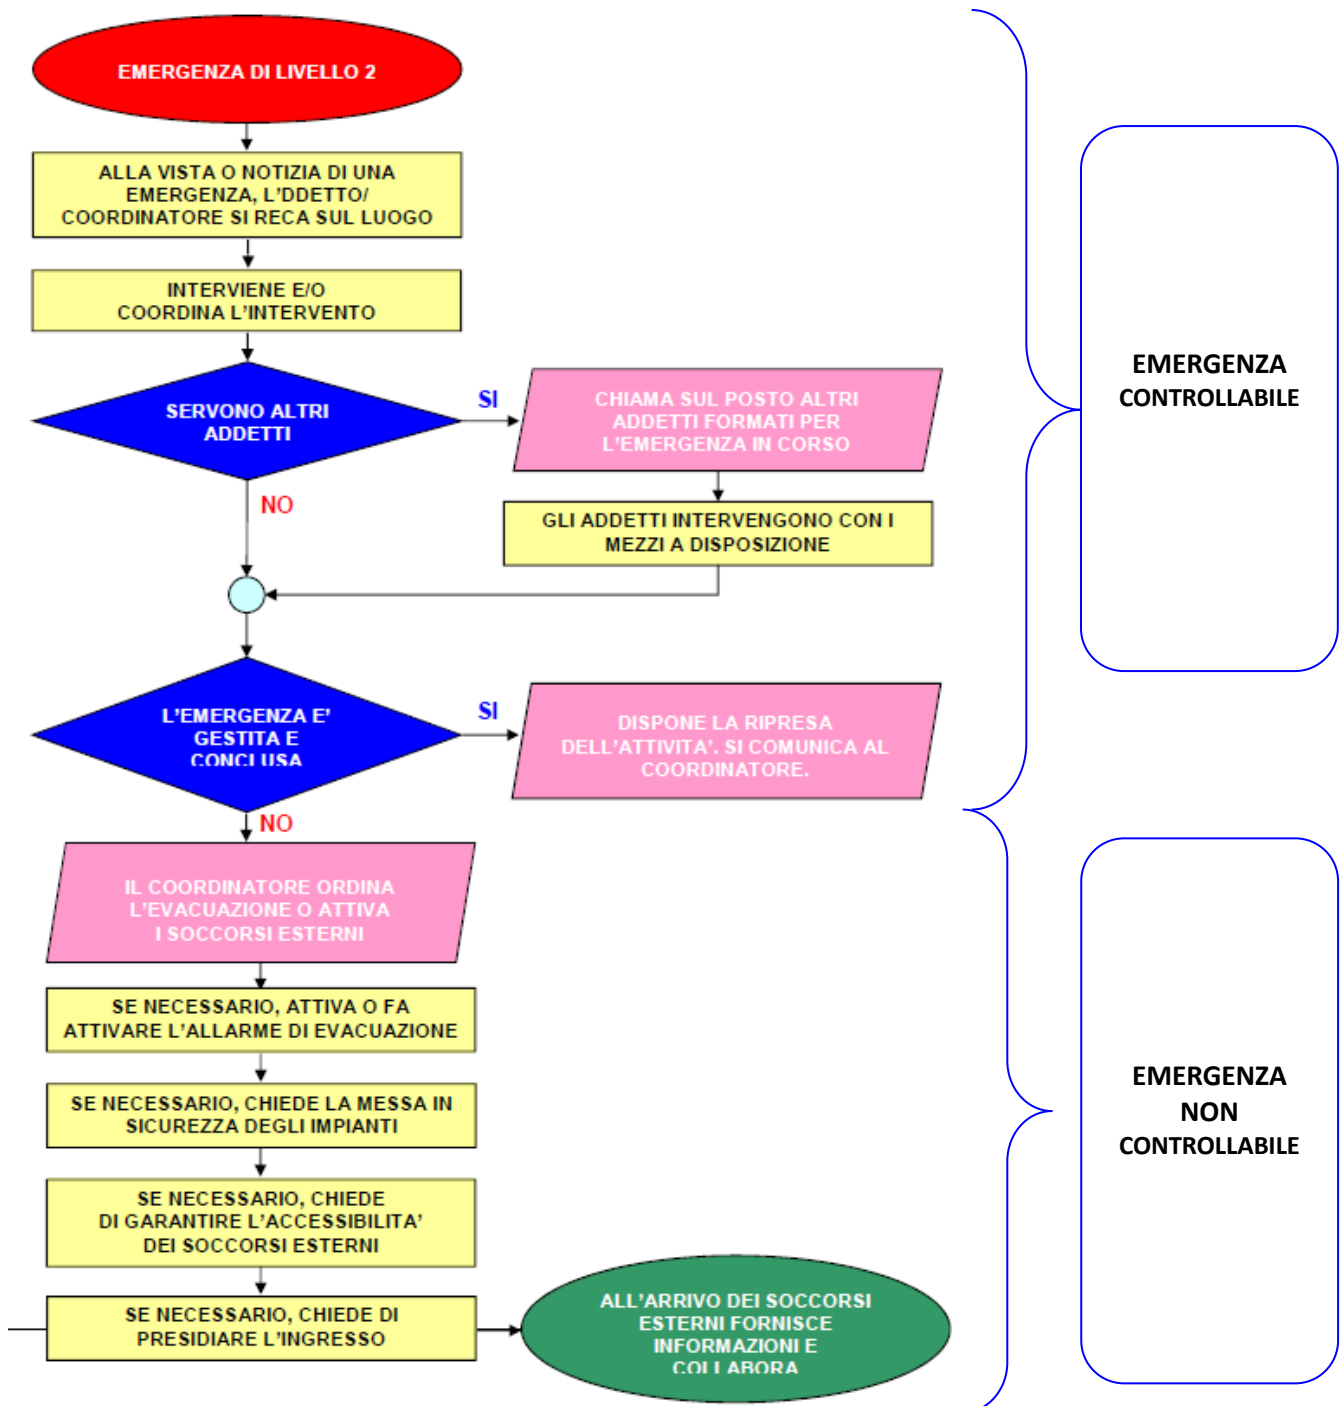 EMERGENZA DI LIVELLO 2
ALLA VISTA O NOTIZIA DI UNA
EMERGENZA, L'DDETTO/
COORDINATORE SI RECA SUL LUOGO
INTERVIENE E/O
COORDINA L'INTERVENTO
SERVONO ALTRI
ADDETTI
SI
CHIAMA SUL POSTO ALTRI
ADDETTI FORMATI PER
L'EMERGENZA IN CORSO
NO
GLI ADDETTI INTERVENGONO CON I
MEZZI A DISPOSIZIONE
L'EMERGENZA E'
GESTITA E
CONCLUSA
SI
DISPONE LA RIPRESA
DELL'ATTIVITA'. SI COMUNICA AL
COORDINATORE.
NO
EMERGENZA
CONTROLLABILE
IL COORDINATORE ORDINA
L'EVACUAZIONE O ATTIVA
I SOCCORSI ESTERNI
SE NECESSARIO, ATTIVA O FA
ATTIVARE L'ALLARME DI EVACUAZIONE
SE NECESSARIO, CHIEDE LA MESSA IN
SICUREZZA DEGLI IMPIANTI
SE NECESSARIO, CHIEDE
DI GARANTIRE L'ACCESSIBILITA'
DEI SOCCORSI ESTERNI
SE NECESSARIO, CHIEDE DI
PRESIDIARE L'INGRESSO
ALL'ARRIVO DEI SOCCORSI
ESTERNI FORNISCE
INFORMAZIONI E
COLLABORA
EMERGENZA
NON
CONTROLLABILE